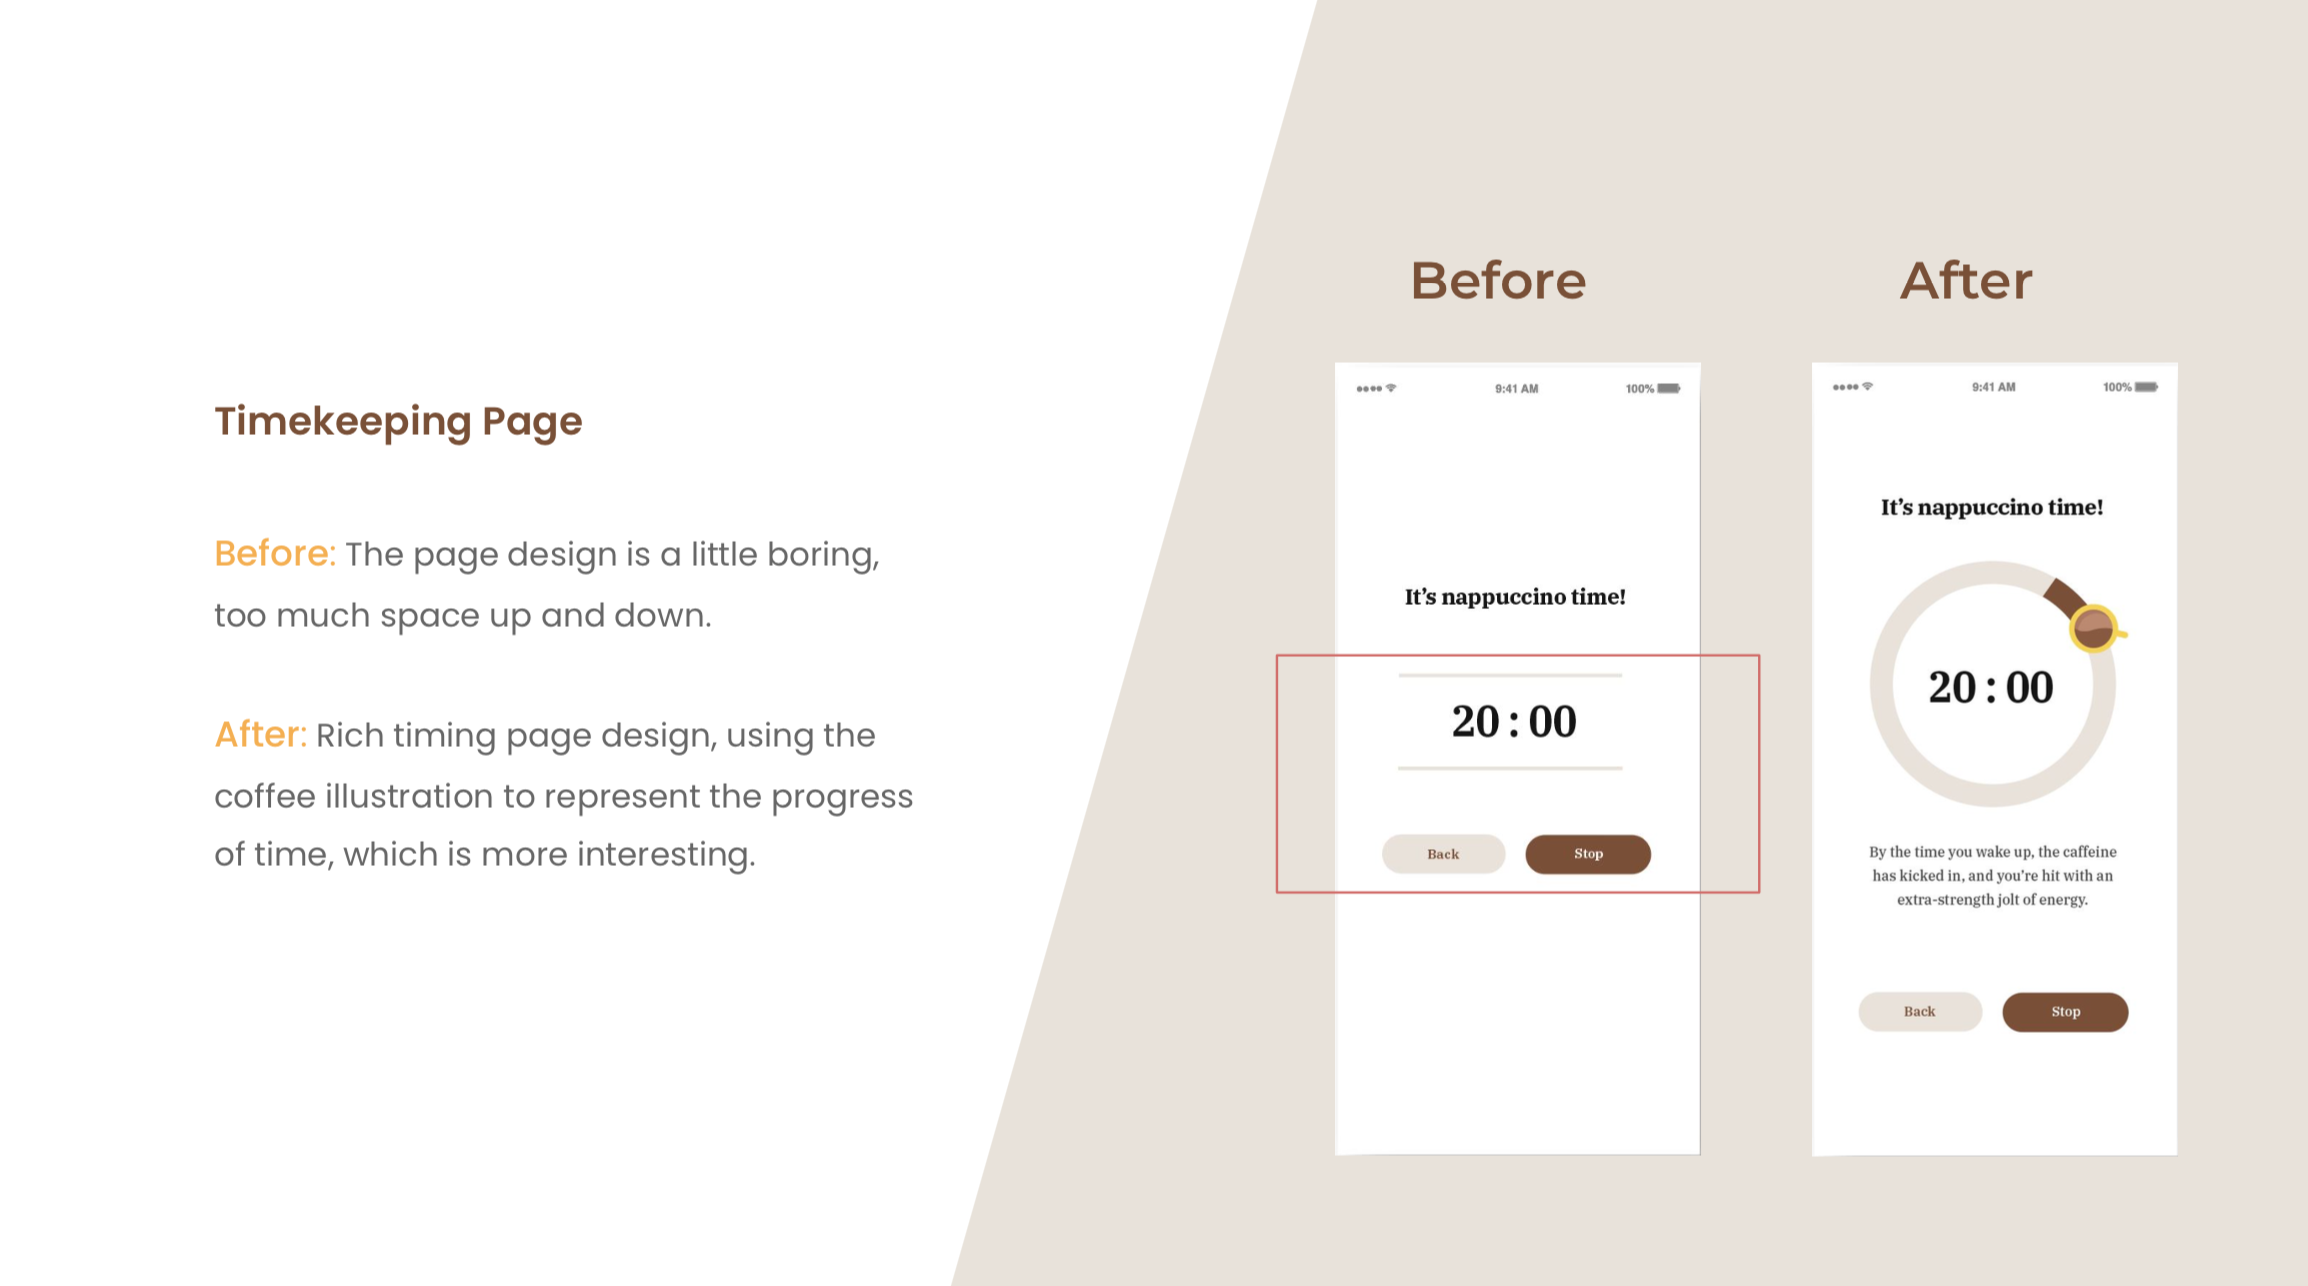 Timekeeping Page
Before: The page design is a little boring,
too much space up and down.
After: Rich timing page design, using the
coffee illustration to represent the progress
of time, which is more interesting.
Before
9:41 AM
100%
It's nappuccino time!
20 : 00
Back
Stop
After
9:41 AM
100%
It's nappuccino time!
20 : 00
By the time you wake up, the caffeine
has kicked in, and you're hit with an
extra-strength jolt of energy.
Back
Stop